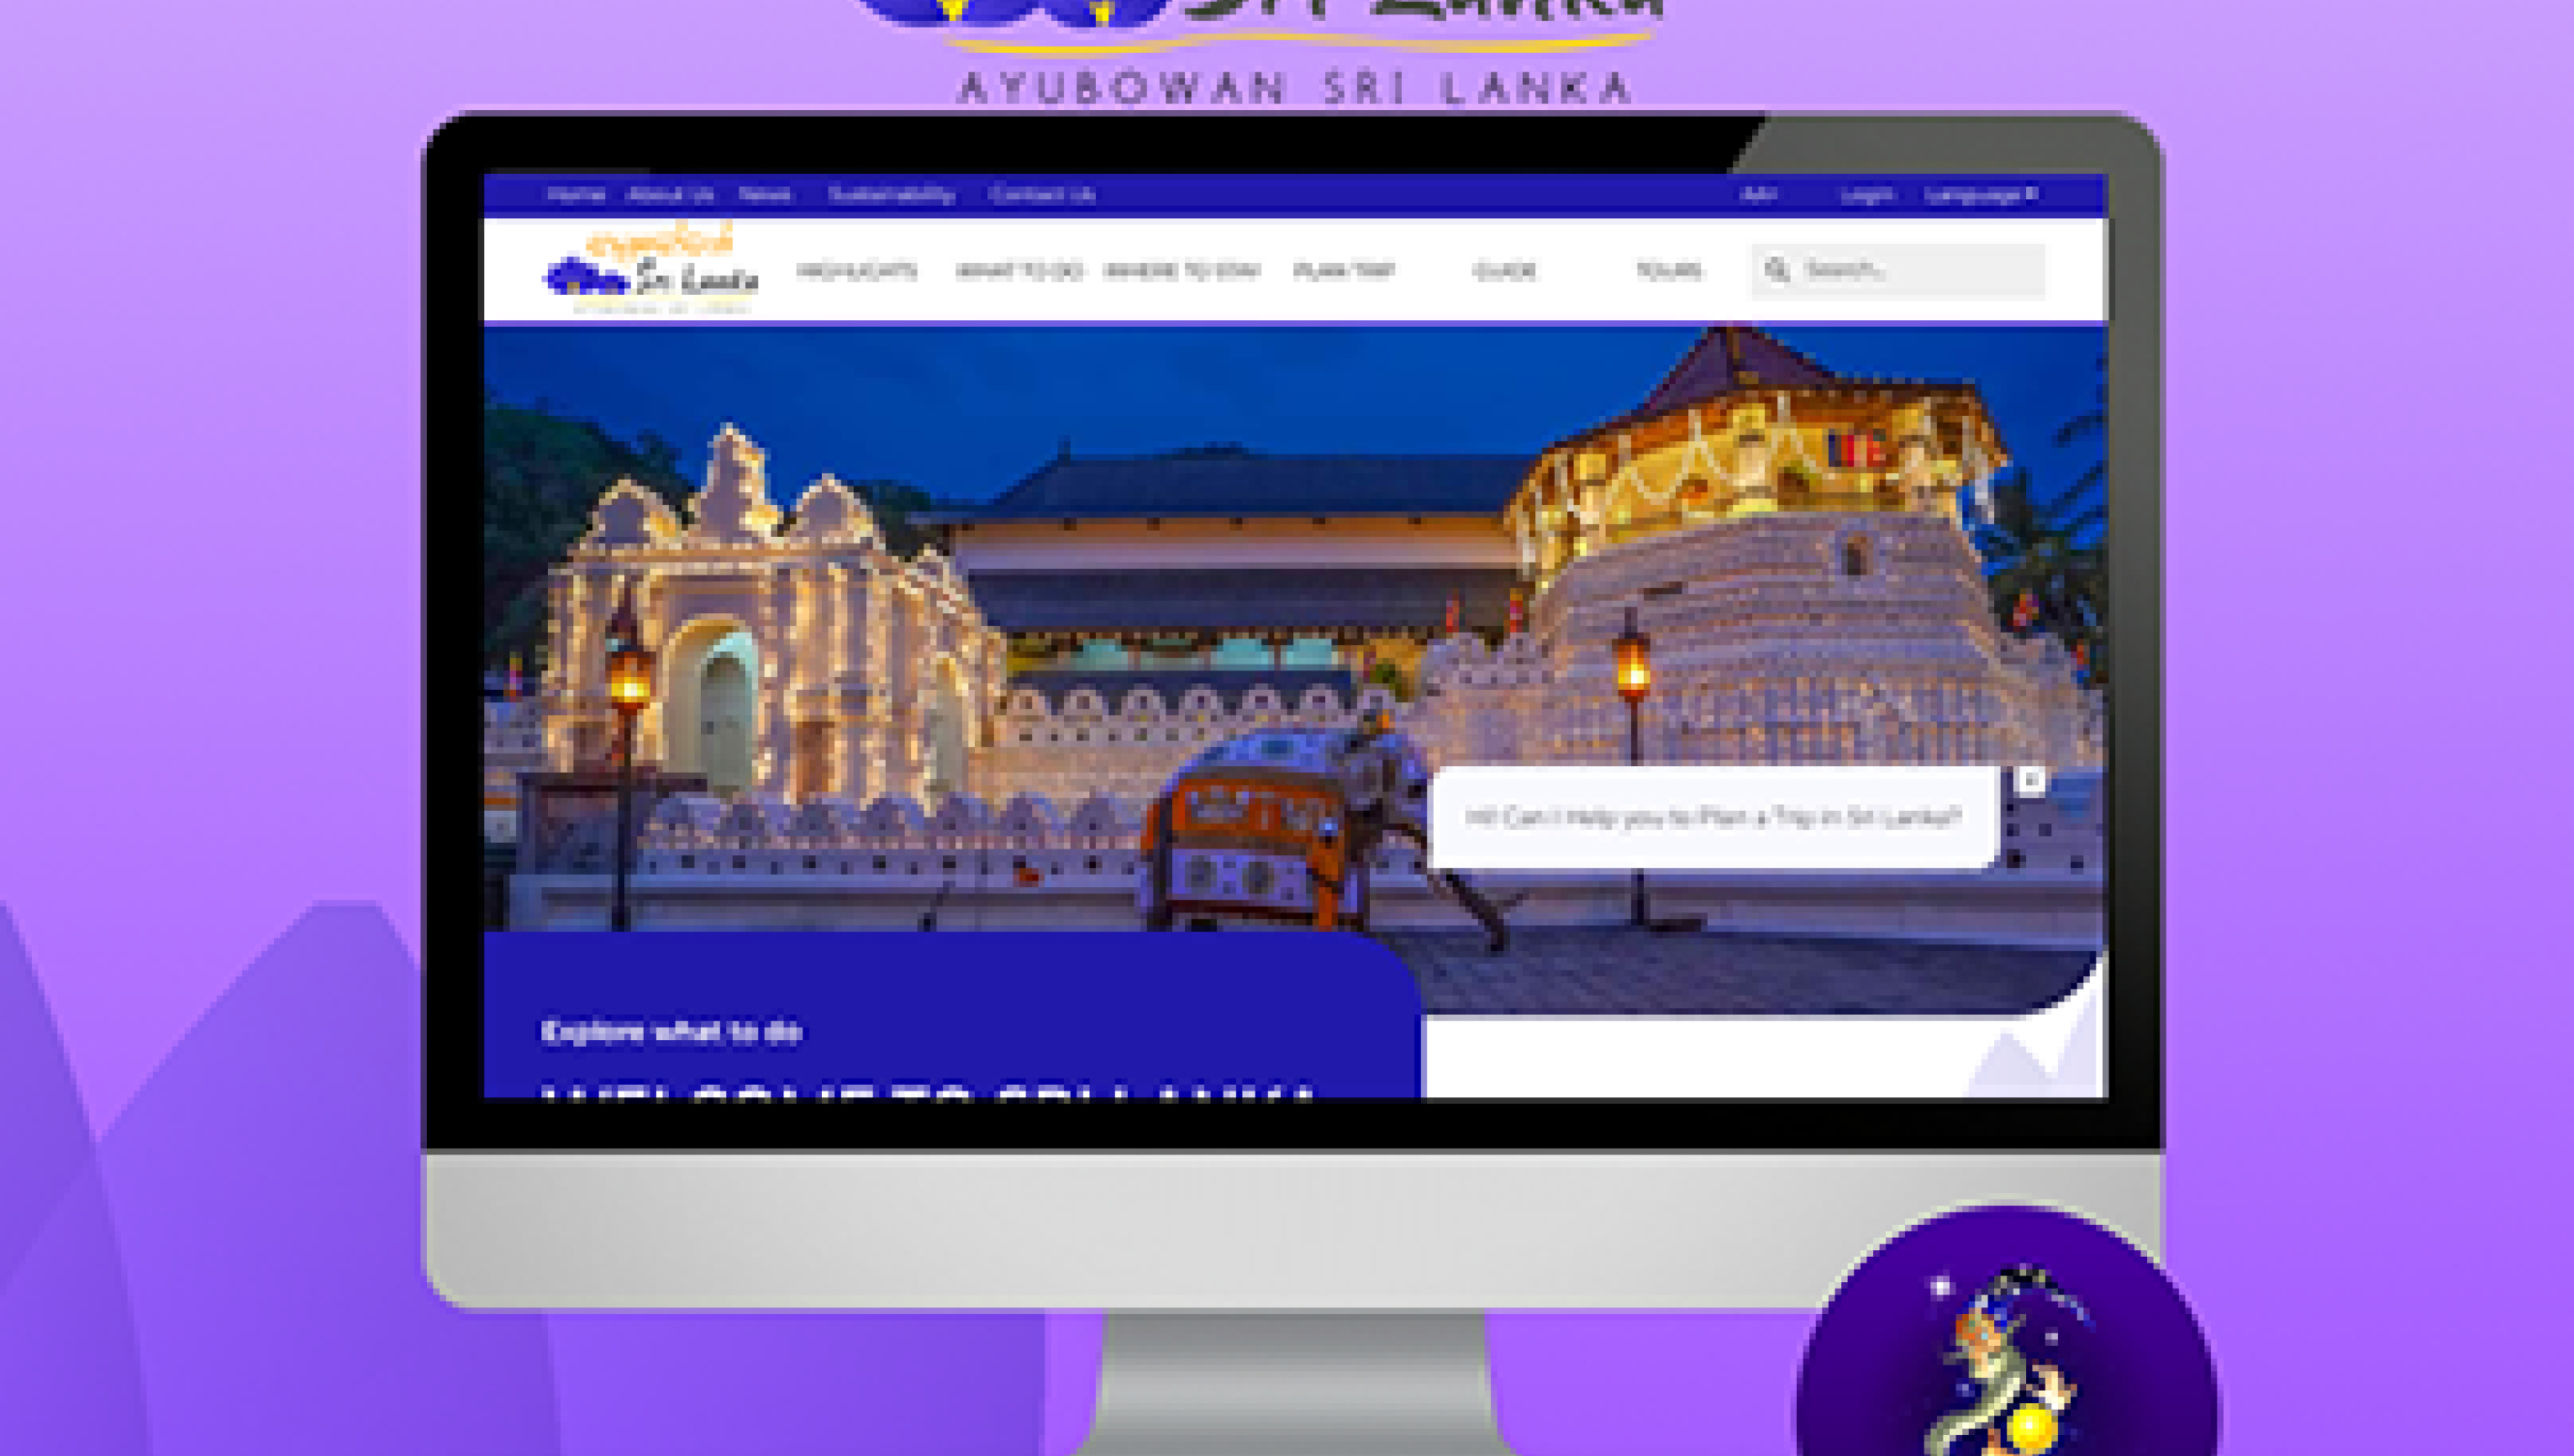 Sri Lanka
AYUBOWAN SRI LANKA
Home About Us News Sustainability Contact Us Login Language
Sri Lanka
HIGHLIGHTS WHAT TO DO WHERE TO STAY PLAN TRIP GUIDE TOURS Search...
Hi! Can I Help you to Plan a Trip in Sri Lanka?
Explore what to do
WELCOME TO SRI LANKA